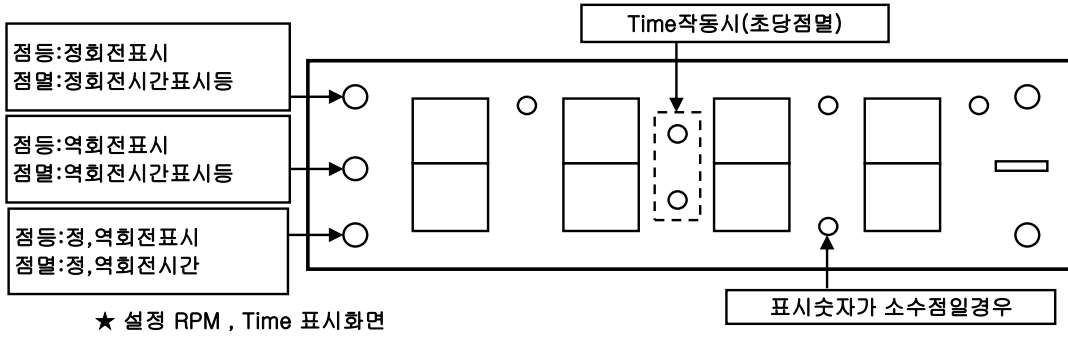 Time작동시(초당점멸)
점등:정회전표시
점멸:정회전시간표시등
점등:역회전표시
점멸:역회전시간표시등
점등:정,역회전표시
점멸:정,역회전시간
표시숫자가 소수점일경우
★ 설정 RPM , Time 표시화면